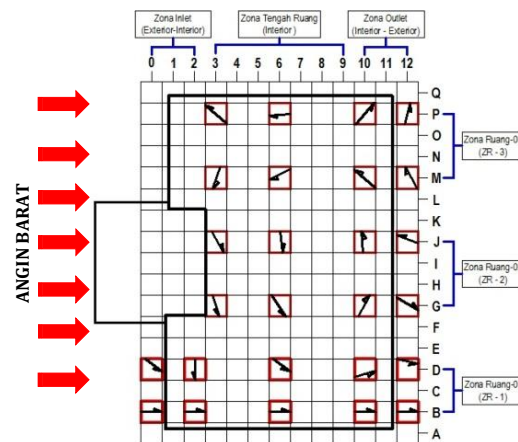 Zona Inlet
(Exterior-Interior)
Zona Tengah Ruang
(Interior)
Zona Outlet
(Interior - Exterior)
0 1 2 3 4 5 6 7 8 9 10 11 12
Q
P
O
N
M
L
K
J
I
H
G
F
E
D
C
B
A
Zona Ruang-0
(ZR - 3)
Zona Ruang-0
(ZR - 2)
Zona Ruang-0
(ZR - 1)
ANGIN BARAT